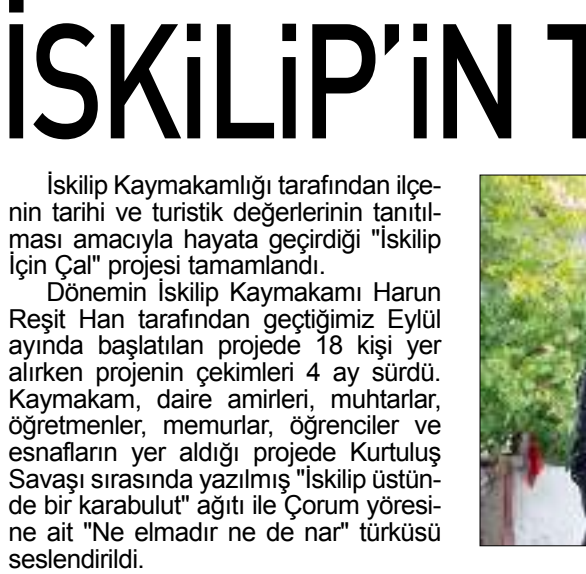 İSKİLİP'İN T
İskilip Kaymakamlığı tarafından ilçe-
nin tarihi ve turistik değerlerinin tanıtıl-
ması amacıyla hayata geçirdiği "İskilip
İçin Çal" projesi tamamlandı.
Dönemin İskilip Kaymakamı Harun
Reşit Han tarafından geçtiğimiz Eylül
ayında başlatılan projede 18 kişi yer
alırken projenin çekimleri 4 ay sürdü.
Kaymakam, daire amirleri, muhtarlar,
öğretmenler, memurlar, öğrenciler ve
esnafların yer aldığı projede Kurtuluş
Savaşı sırasında yazılmış "İskilip üstün-
de bir karabulut" ağıtı ile Çorum yöresi-
ne ait "Ne elmadır ne de nar" türküsü
seslendirildi.